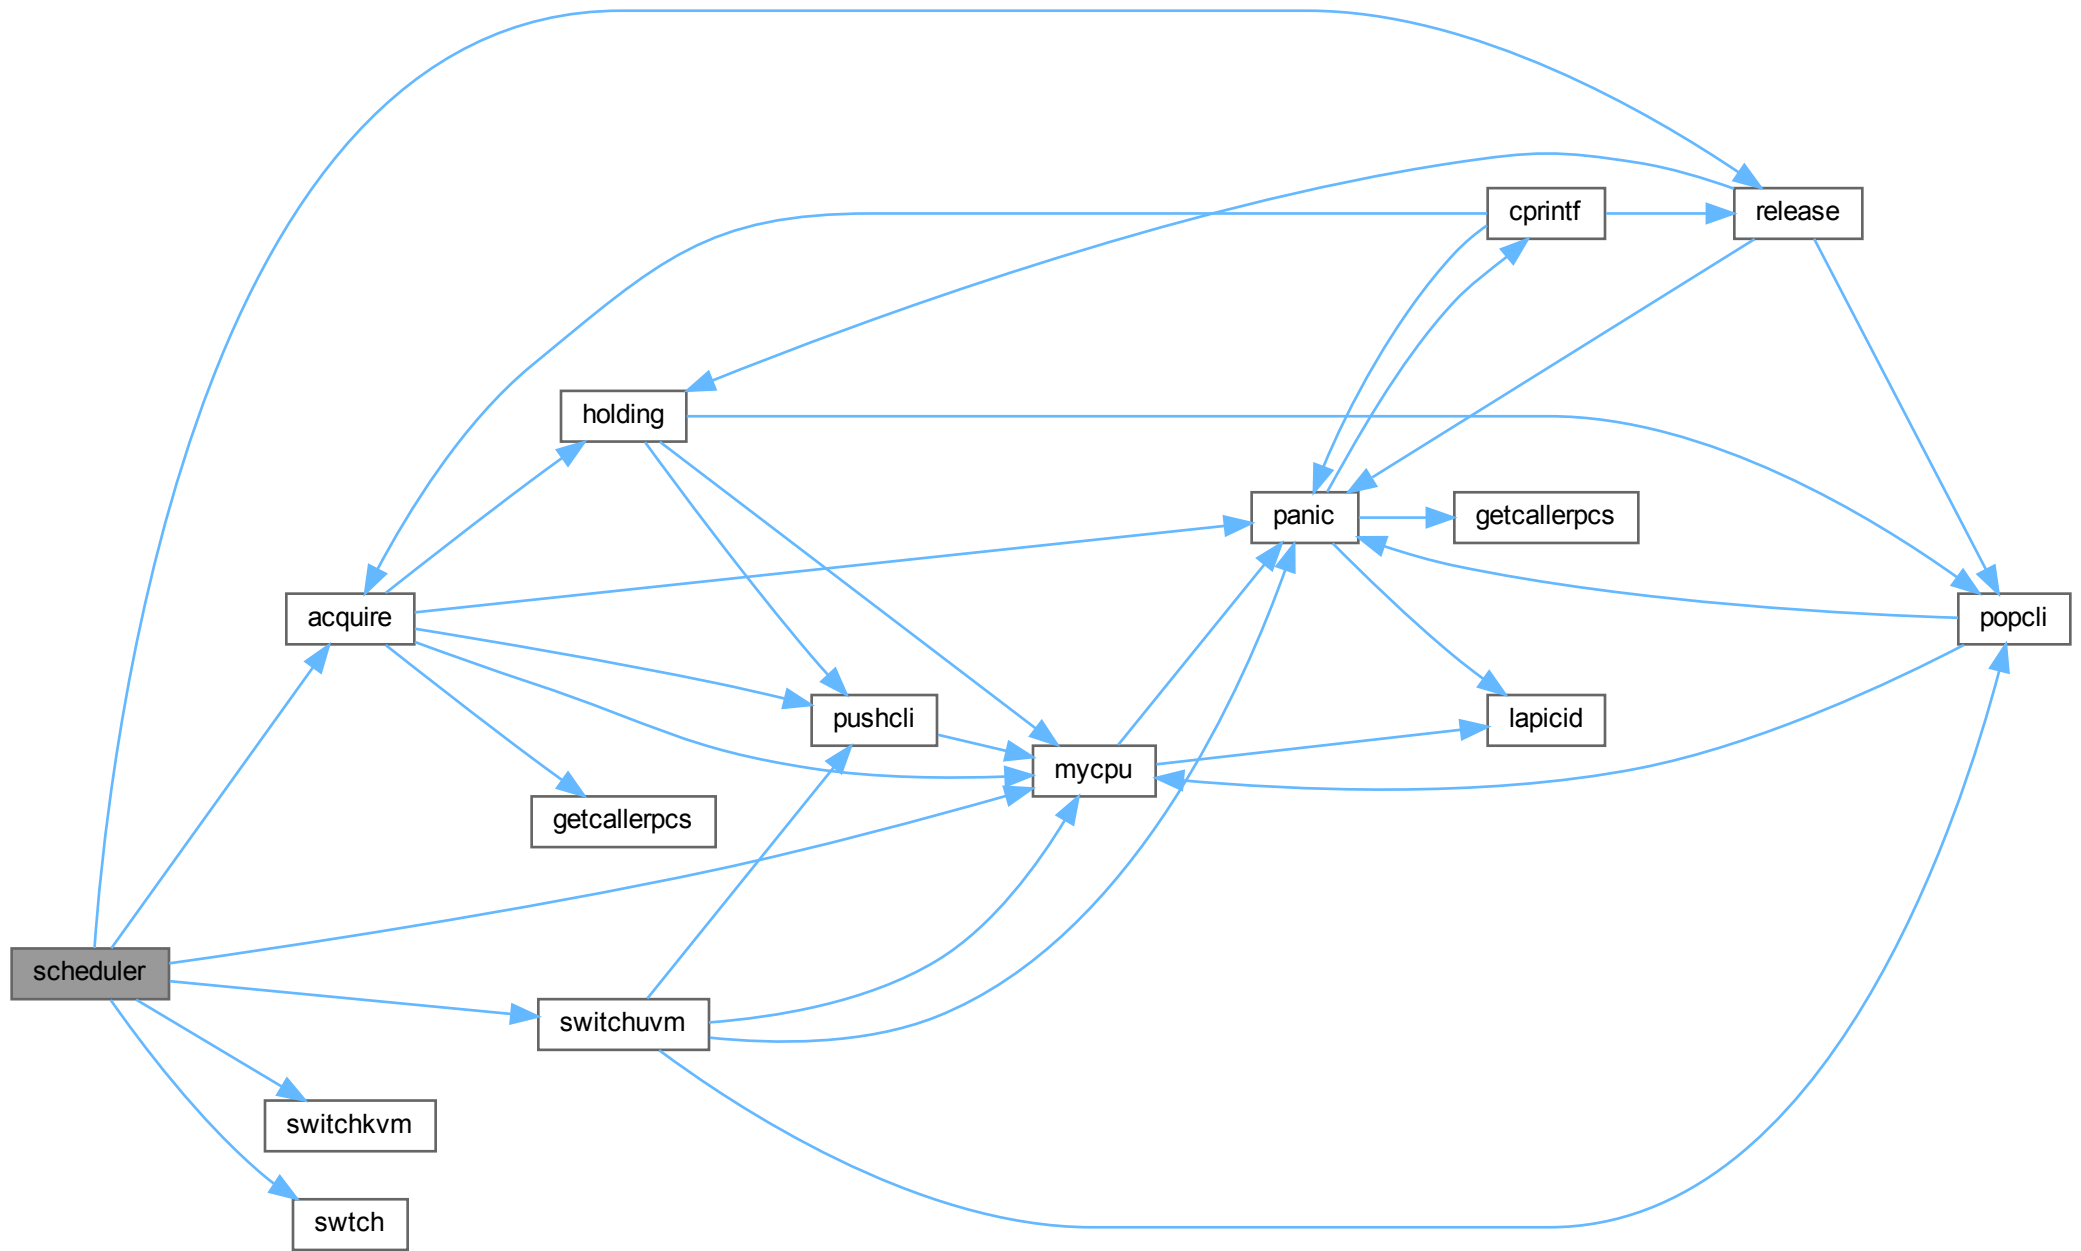 cprintf
release
holding
panic
getcallerpcs
acquire
popcli
pushcli
lapicid
mycpu
getcallerpcs
scheduler
switchuvm
switchkvm
swtch